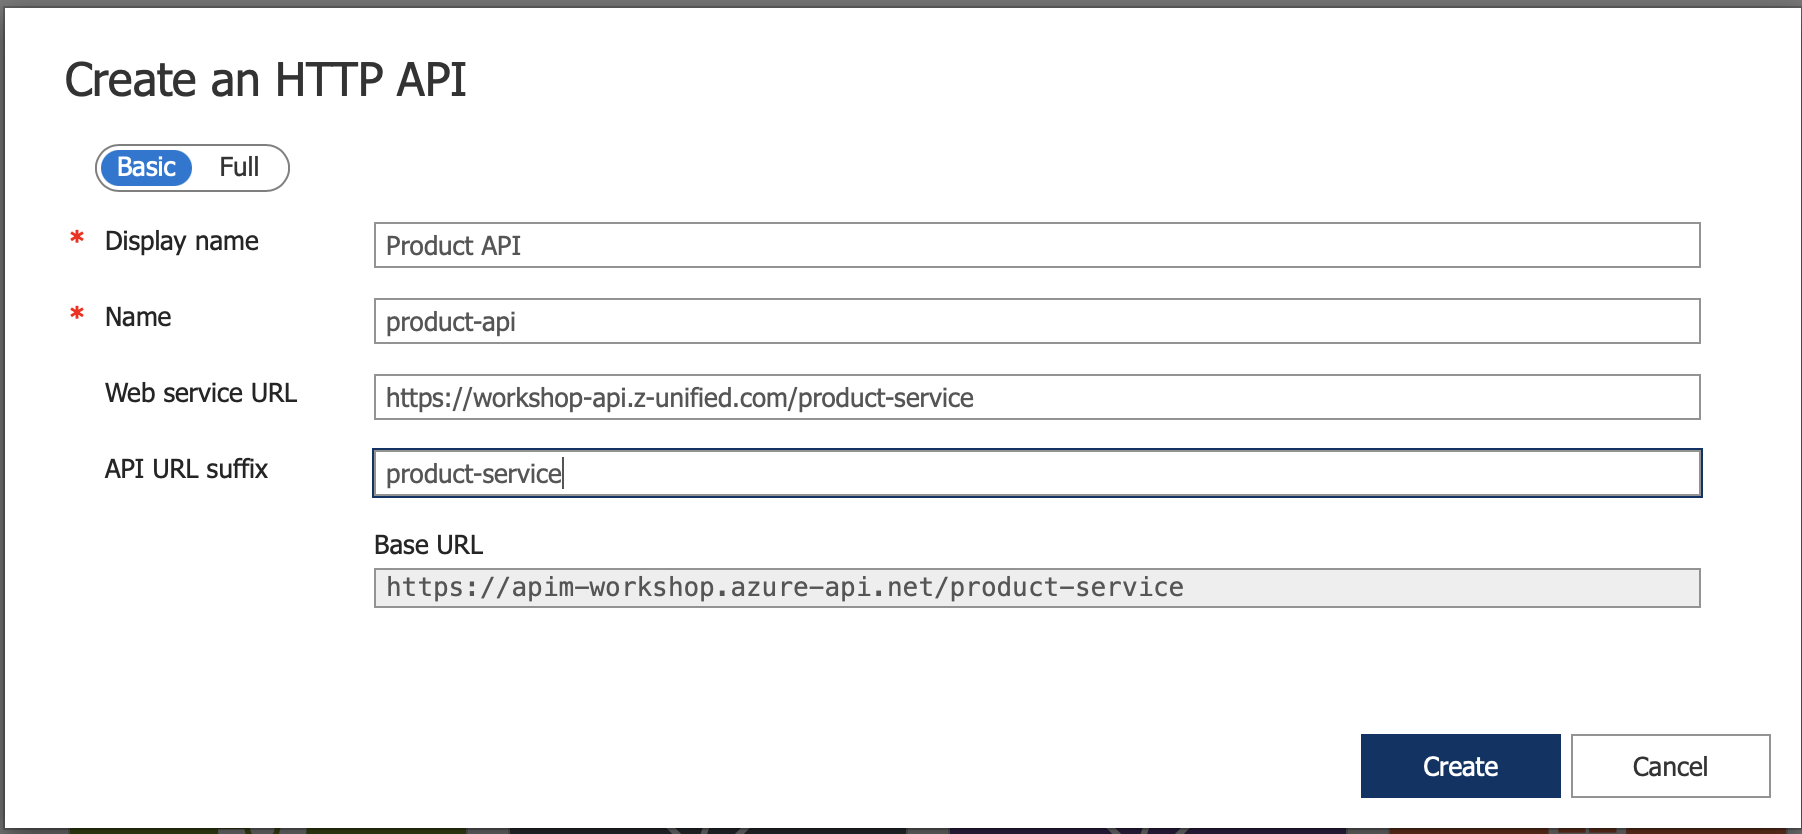 Create an HTTP API
Basic Full
* Display name Product API
* Name product-api
Web service URL https://workshop-api.z-unified.com/product-service
API URL suffix product-service
Base URL
https://apim-workshop.azure-api.net/product-service
Create Cancel